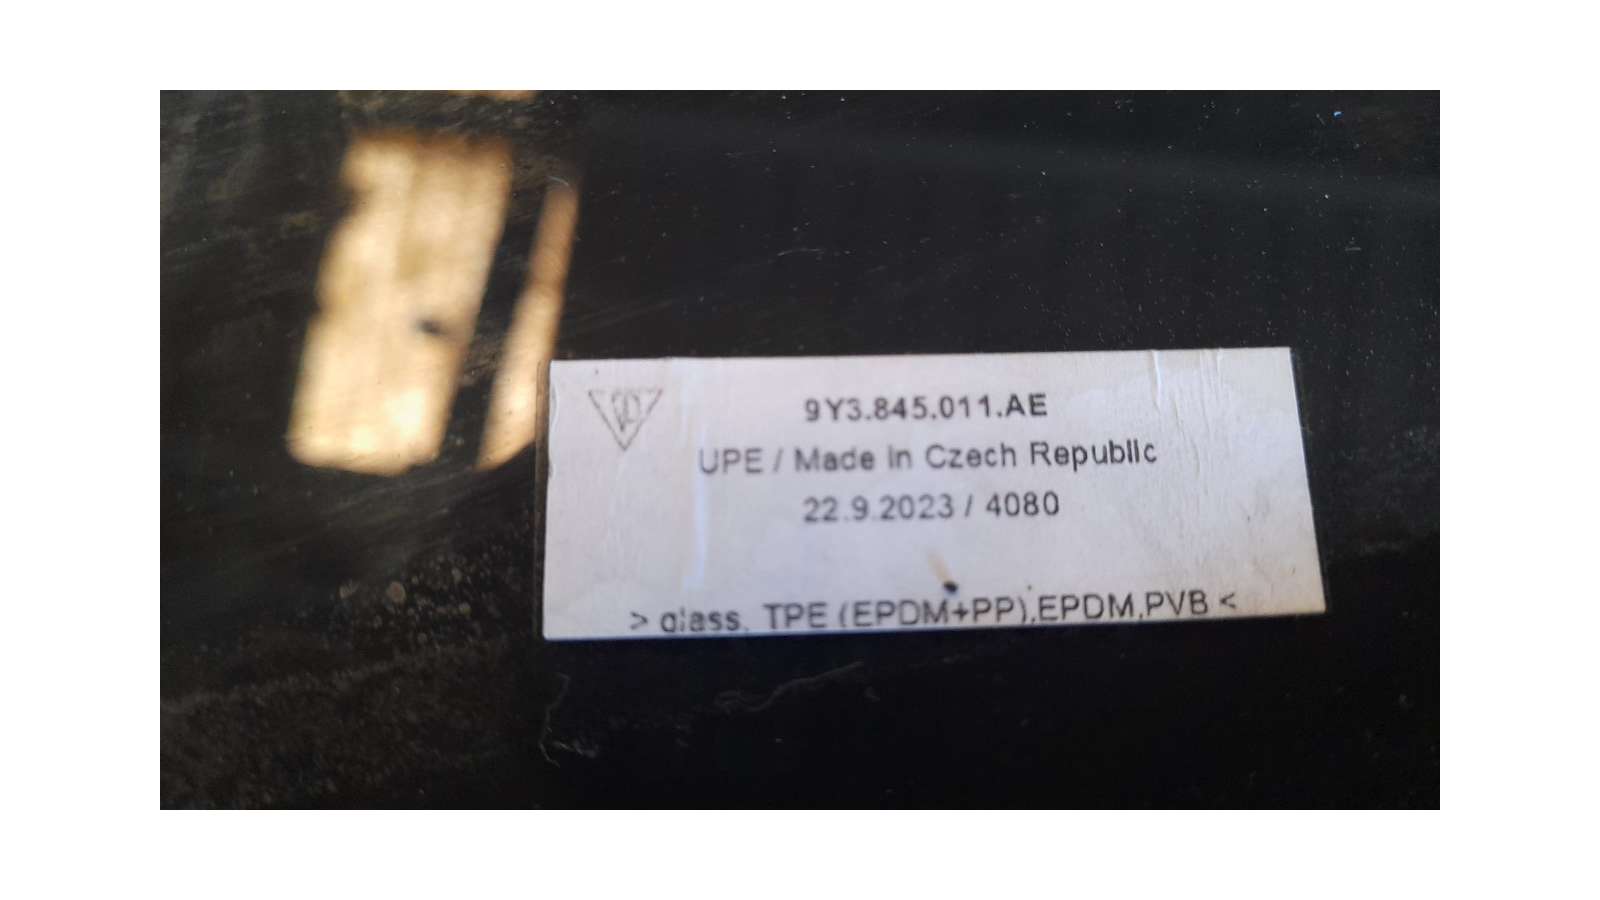 9Y3.845.011.AE
UPE / Made in Czech Republic
22.9.2023 / 4080
> glass, TPE (EPDM+PP),EPDM,PVB <